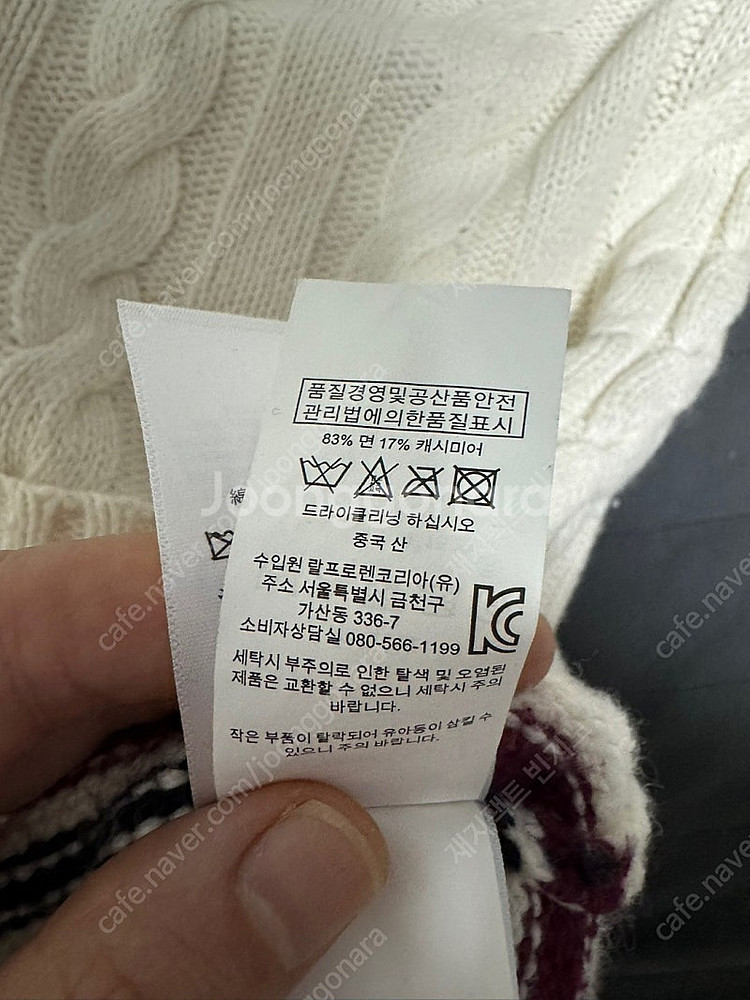 품질경영및공산품안전
관리법에의한품질표시
83% 면 17% 캐시미어
드라이클리닝 하십시오
중국 산
수입원 랄프로렌코리아(유)
주소 서울특별시 금천구
가산동 336-7
소비자상담실 080-566-1199
세탁시 부주의로 인한 탈색 및 오염된
제품은 교환할 수 없으니 세탁시 주의
바랍니다.
작은 부품이 탈락되어 유아동이 삼킬 수
있으니 주의 바랍니다.
cafe.naver.com/joonggonara
Joonggonara